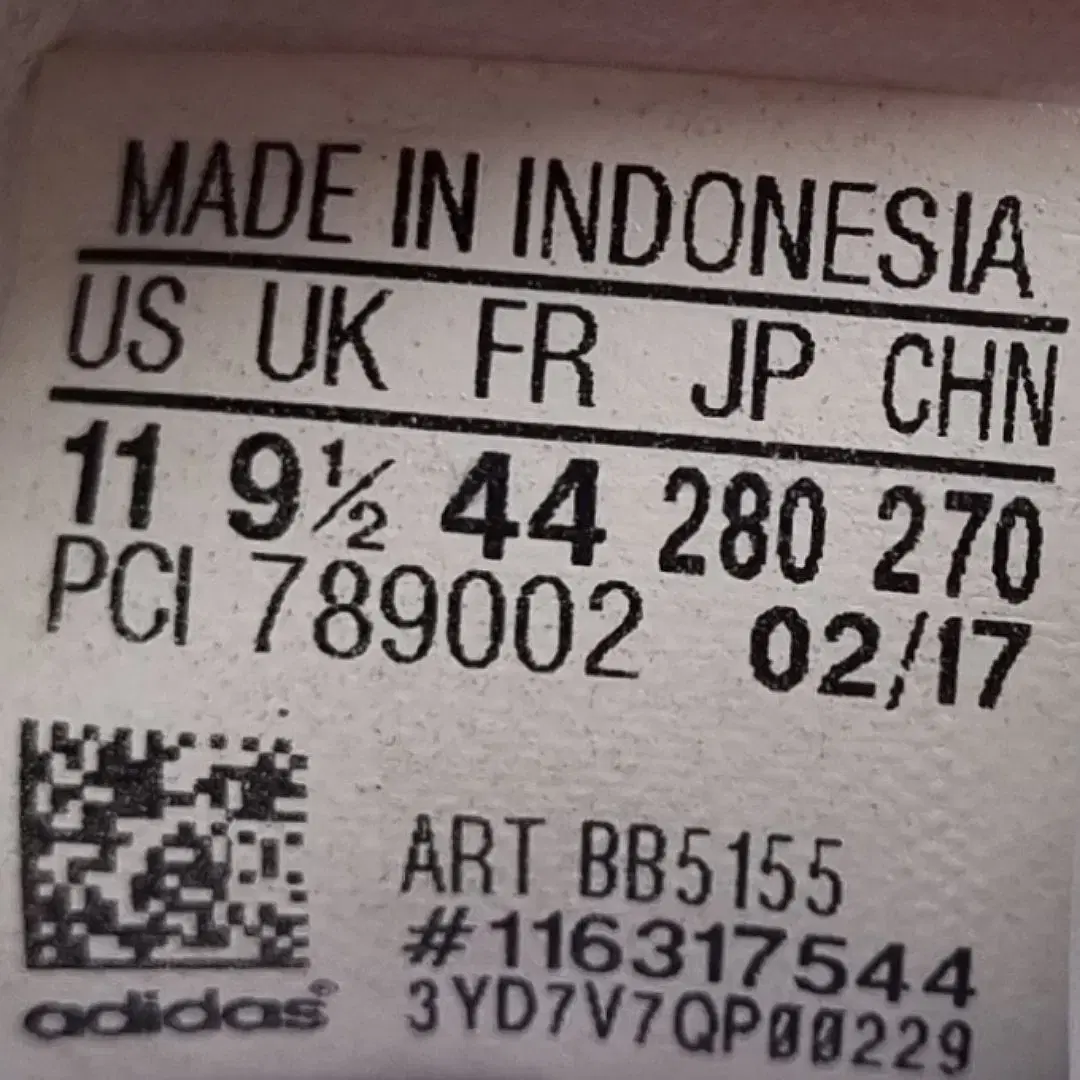 MADE IN INDONESIA
US UK FR JP CHN
11 9½ 44 280 270
PCI 789002 02/17
ART BB5155
#116317544
adidas® 3YD7V7QP00229